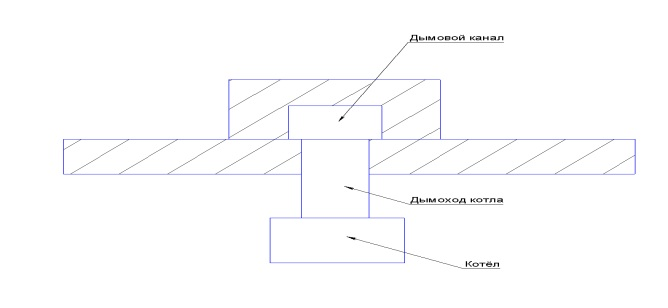 Дымовой канал
Дымоход котла
Котёл